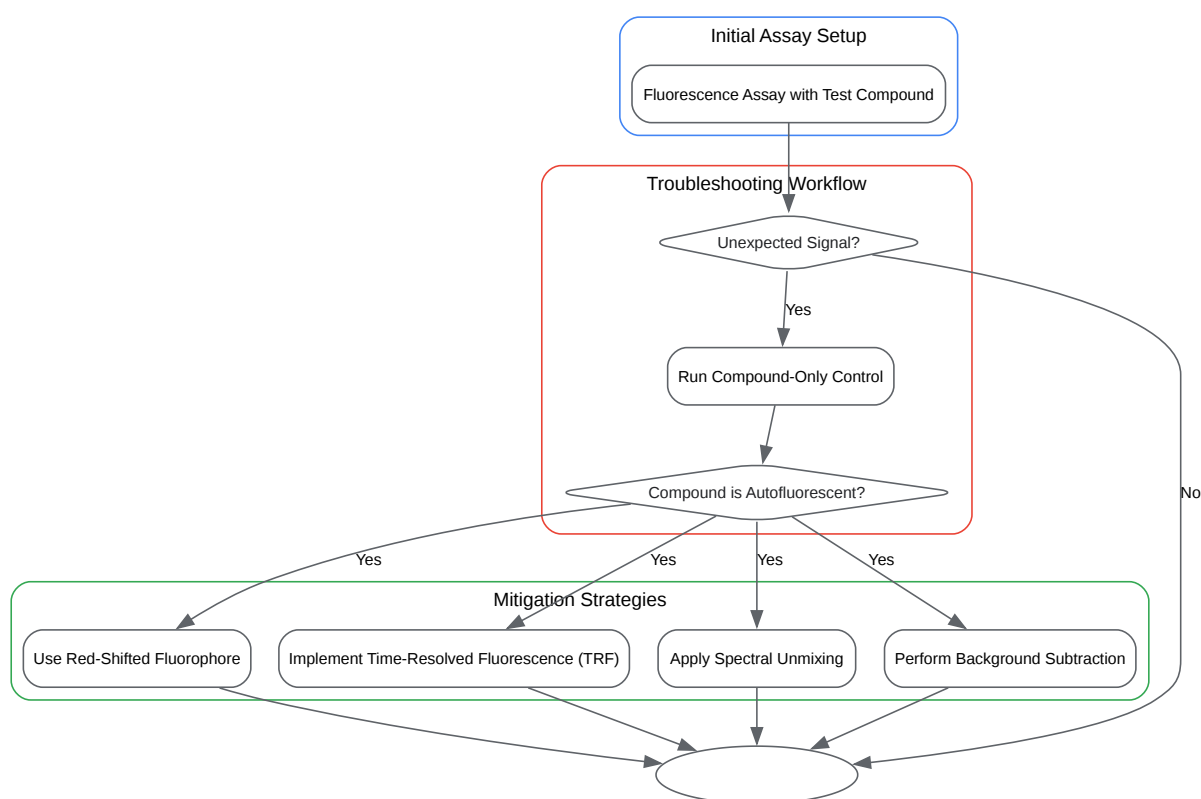 Initial Assay Setup
Fluorescence Assay with Test Compound
Troubleshooting Workflow
Unexpected Signal?
Yes
Run Compound-Only Control
Compound is Autofluorescent?
No
Yes
Yes
Yes
Yes
Mitigation Strategies
Use Red-Shifted Fluorophore
Implement Time-Resolved Fluorescence (TRF)
Apply Spectral Unmixing
Perform Background Subtraction